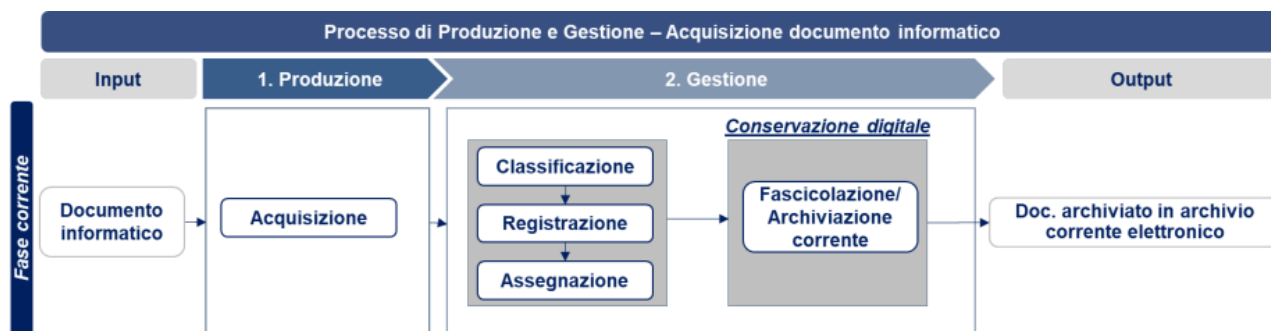 Processo di Produzione e Gestione – Acquisizione documento informatico
Input
1. Produzione
2. Gestione
Output
Fase corrente
Documento
informatico
Acquisizione
Classificazione
Registrazione
Assegnazione
Conservazione digitale
Fascicolazione/
Archiviazione
corrente
Doc. archiviato in archivio
corrente elettronico